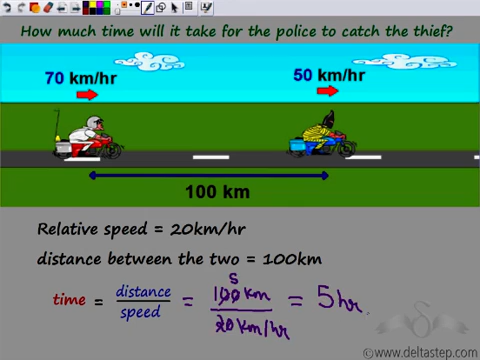 How much time will it take for the police to catch the thief?
70 km/hr
50 km/hr
100 km
Relative speed = 20km/hr
distance between the two = 100km
time = distance/speed = 100 km/20 km/hr = 5 hr.
5
©www.deltastep.com